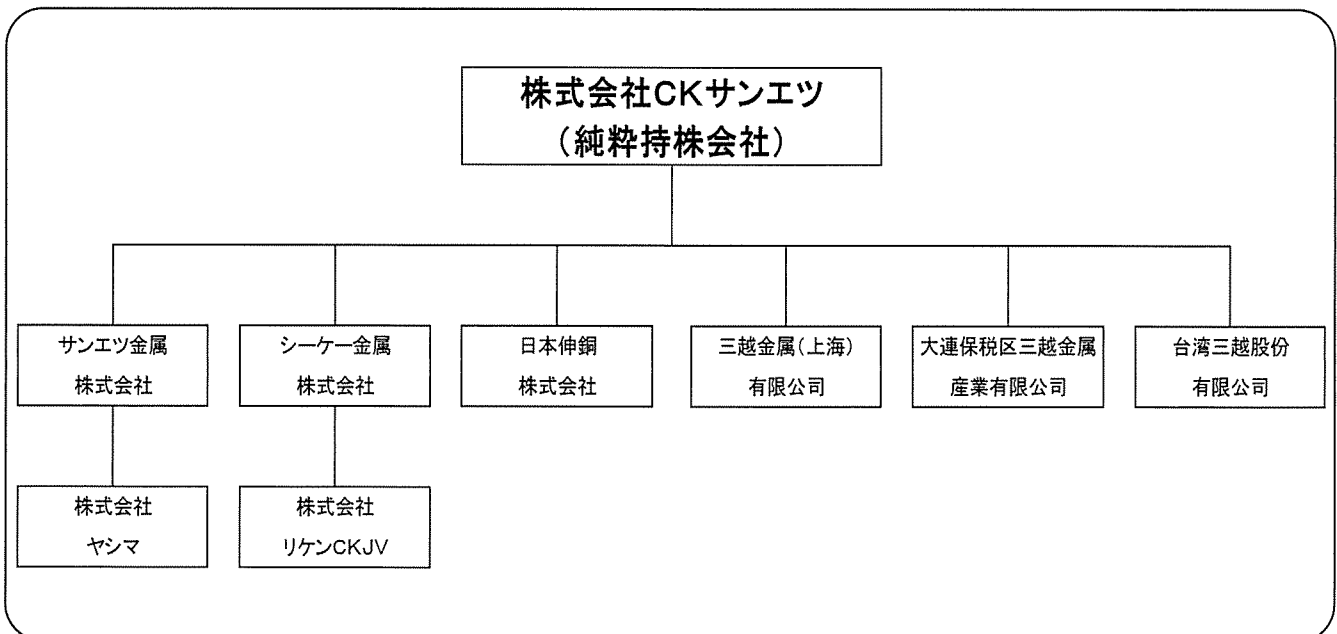 株式会社CKサンエツ
（純粋持株会社）
サンエツ金属
株式会社
シーケー金属
株式会社
日本伸銅
株式会社
三越金属（上海）
有限公司
大連保税区三越金属
産業有限公司
台湾三越股份
有限公司
株式会社
ヤシマ
株式会社
リケンCKJV